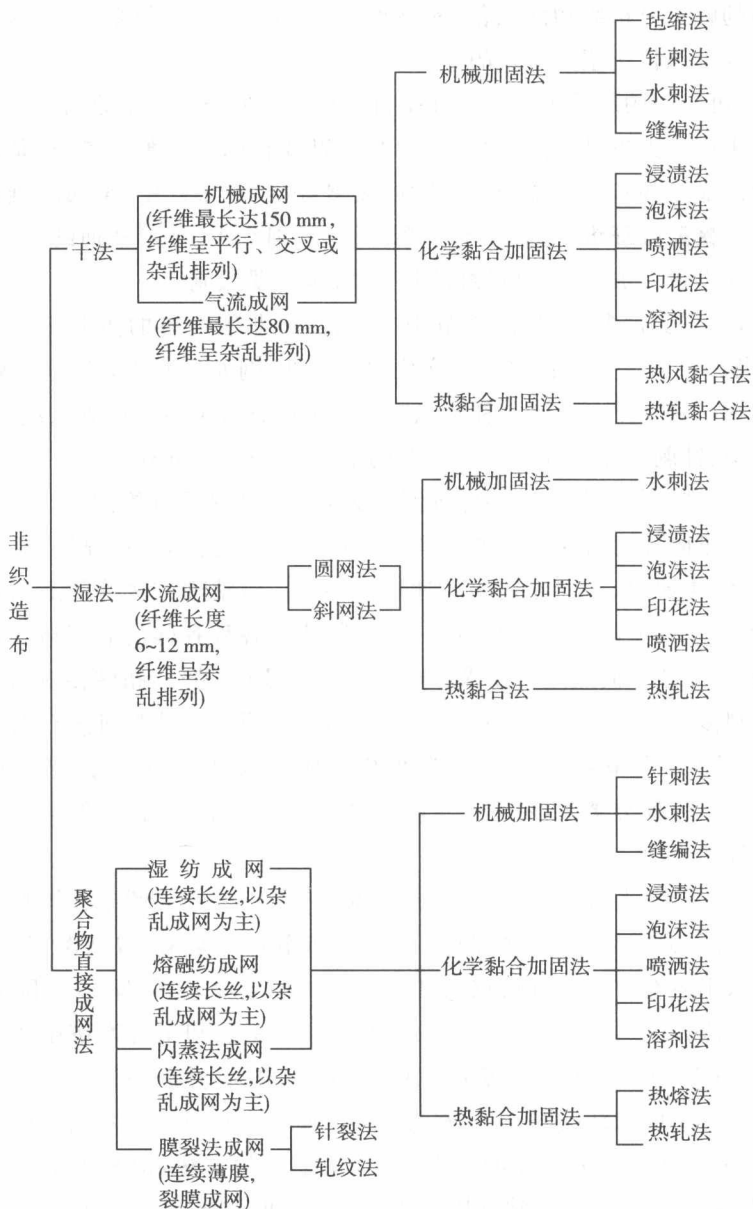 非织造布
干法
机械成网
(纤维最长达150 mm，
纤维呈平行、交叉或
杂乱排列)
气流成网
(纤维最长达80 mm,
纤维呈杂乱排列)
机械加固法
毡缩法
针刺法
水刺法
缝编法
化学黏合加固法
浸渍法
泡沫法
喷洒法
印花法
溶剂法
热黏合加固法
热风黏合法
热轧黏合法
湿法
水流成网
(纤维长度
6~12 mm,
纤维呈杂
乱排列)
圆网法
斜网法
机械加固法
水刺法
化学黏合加固法
浸渍法
泡沫法
印花法
喷洒法
热黏合法
热轧法
聚合物直接成网法
湿纺成网
(连续长丝,以杂
乱成网为主)
熔融纺成网
(连续长丝,以杂
乱成网为主)
闪蒸法成网
(连续长丝,以杂
乱成网为主)
膜裂法成网
(连续薄膜,
裂膜成网)
针裂法
轧纹法
机械加固法
针刺法
水刺法
缝编法
化学黏合加固法
浸渍法
泡沫法
喷洒法
印花法
溶剂法
热黏合加固法
热熔法
热轧法